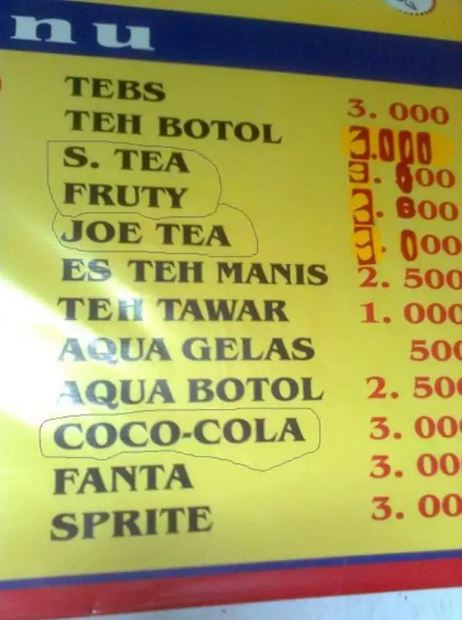 nu
TEBS 3. 000
TEH BOTOL 3.000
S. TEA
FRUTY
JOE TEA
ES TEH MANIS 2. 500
TEH TAWAR 1. 000
AQUA GELAS 500
AQUA BOTOL 2. 500
COCO-COLA 3. 000
FANTA 3. 00
SPRITE 3. 00